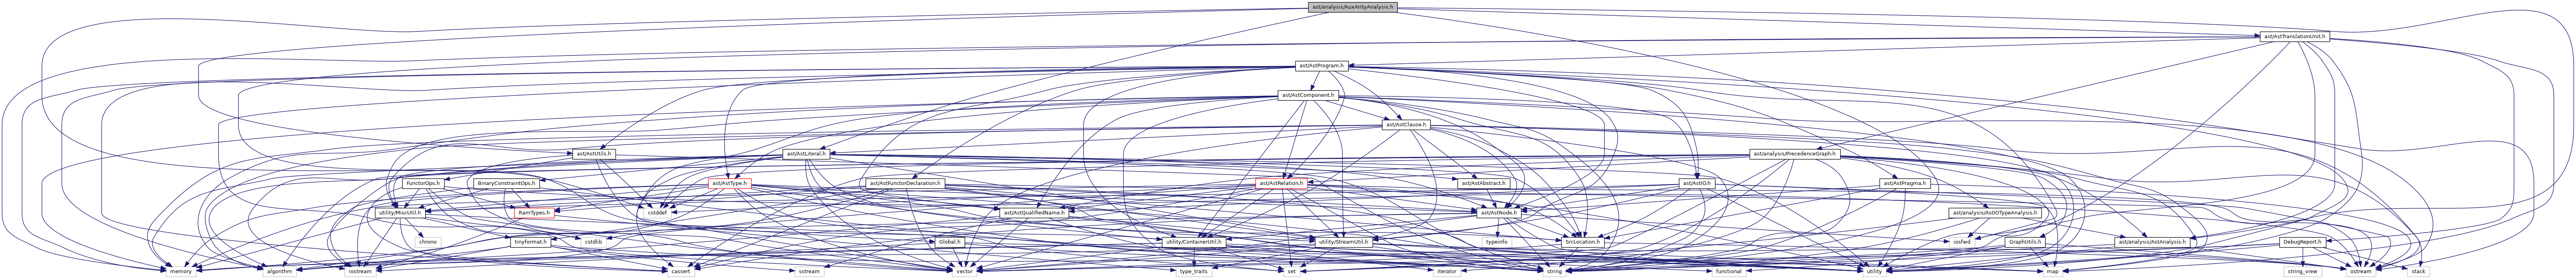 ast/analysis/AuxArityAnalysis.h
ast/AstTranslationUnit.h
ast/AstProgram.h
ast/AstComponent.h
ast/AstClause.h
ast/AstUtils.h
ast/AstLiteral.h
ast/analysis/PrecedenceGraph.h
FunctorOps.h
BinaryConstraintOps.h
ast/AstType.h
ast/AstFunctorDeclaration.h
ast/AstRelation.h
ast/AstAbstract.h
ast/AstIO.h
ast/AstPragma.h
utility/MiscUtil.h
RamTypes.h
cstddef
ast/AstQualifiedName.h
ast/AstNode.h
ast/analysis/AstIOTypeAnalysis.h
chrono
tinyformat.h
cstdlib
Global.h
utility/ContainerUtil.h
utility/StreamUtil.h
typeinfo
SrcLocation.h
iosfwd
GraphUtils.h
ast/analysis/AstAnalysis.h
DebugReport.h
memory
algorithm
iostream
cassert
sstream
vector
type_traits
set
iterator
string
functional
utility
map
string_view
ostream
stack